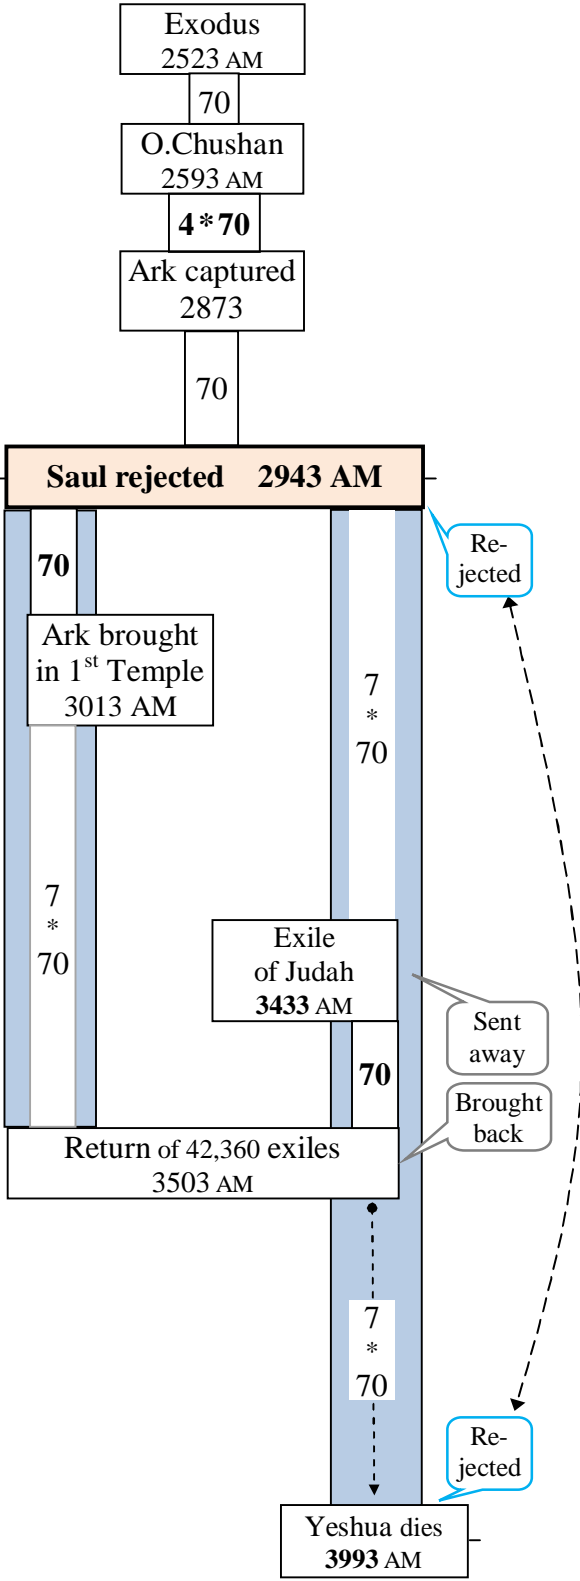 Exodus
2523 AM
70
O.Chushan
2593 AM
4*70
Ark captured
2873
70
Saul rejected 2943 AM
Re-
jected
70
Ark brought
in 1st Temple
3013 AM
7
*
70
7
*
70
Exile
of Judah
3433 AM
Sent
away
70
Brought
back
Return of 42,360 exiles
3503 AM
7
*
70
Re-
jected
Yeshua dies
3993 AM